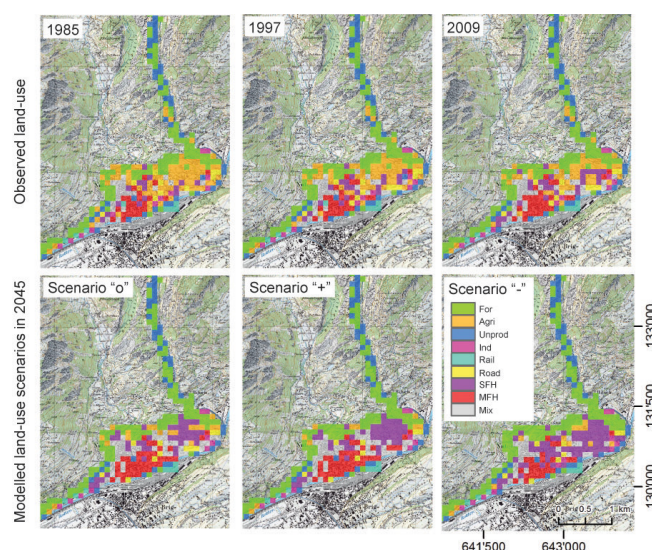 1985
1997
2009
Observed land-use
Scenario “o”
Scenario “+”
Scenario “-”
For
Agri
Unprod
Ind
Rail
Road
SFH
MFH
Mix
Modelled land-use scenarios in 2045
133'000
131'500
130'000
0 0.5 1 km
641'500
643'000